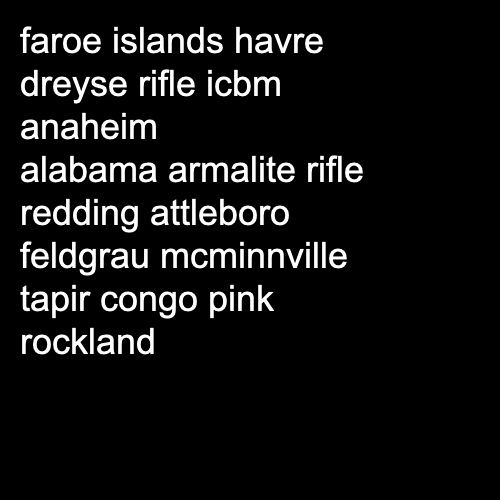 faroe islands havre
dreyse rifle icbm
anaheim
alabama armalite rifle
redding attleboro
feldgrau mcminnville
tapir congo pink
rockland